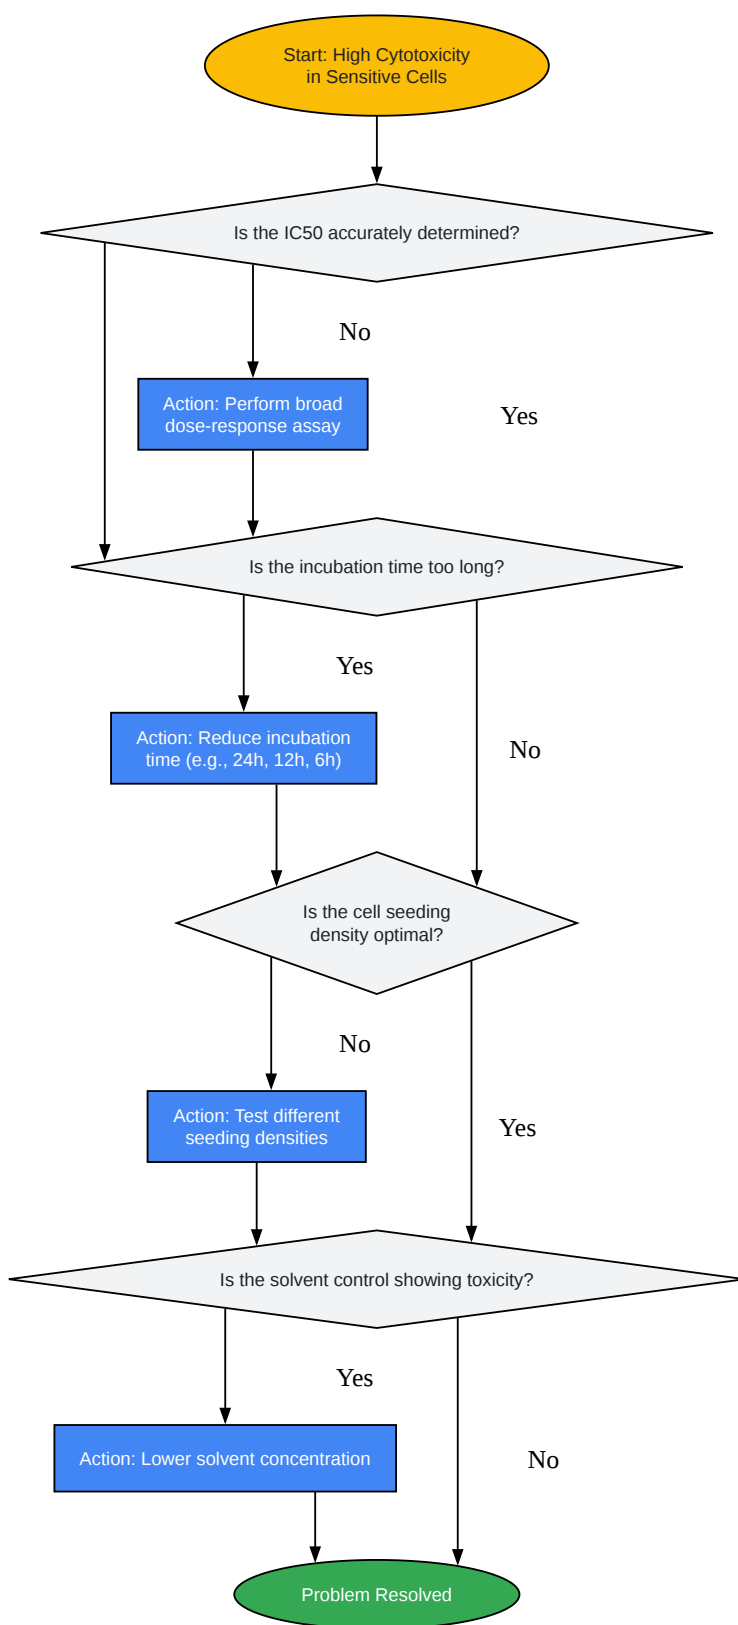 Start: High Cytotoxicity
in Sensitive Cells
Is the IC50 accurately determined?
No
Action: Perform broad
dose-response assay
Yes
Is the incubation time too long?
Yes
Action: Reduce incubation
time (e.g., 24h, 12h, 6h)
No
Is the cell seeding
density optimal?
No
Action: Test different
seeding densities
Yes
Is the solvent control showing toxicity?
Yes
Action: Lower solvent concentration
No
Problem Resolved